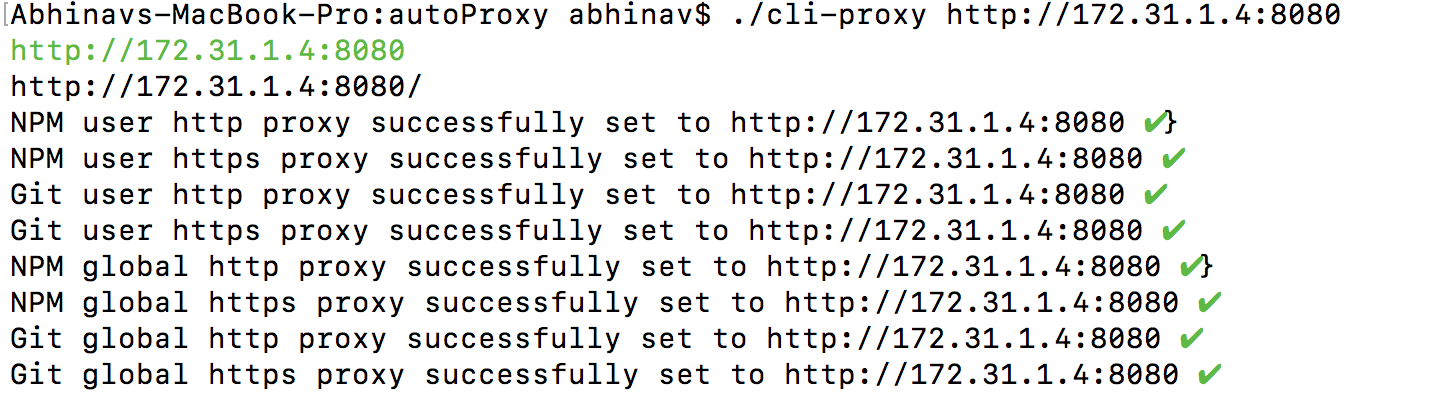 Abhinavs-MacBook-Pro:autoProxy abhinav$ ./cli-proxy http://172.31.1.4:8080
http://172.31.1.4:8080
http://172.31.1.4:8080/
NPM user http proxy successfully set to http://172.31.1.4:8080 ✔}
NPM user https proxy successfully set to http://172.31.1.4:8080 ✔
Git user http proxy successfully set to http://172.31.1.4:8080 ✔
Git user https proxy successfully set to http://172.31.1.4:8080 ✔
NPM global http proxy successfully set to http://172.31.1.4:8080 ✔}
NPM global https proxy successfully set to http://172.31.1.4:8080 ✔
Git global http proxy successfully set to http://172.31.1.4:8080 ✔
Git global https proxy successfully set to http://172.31.1.4:8080 ✔